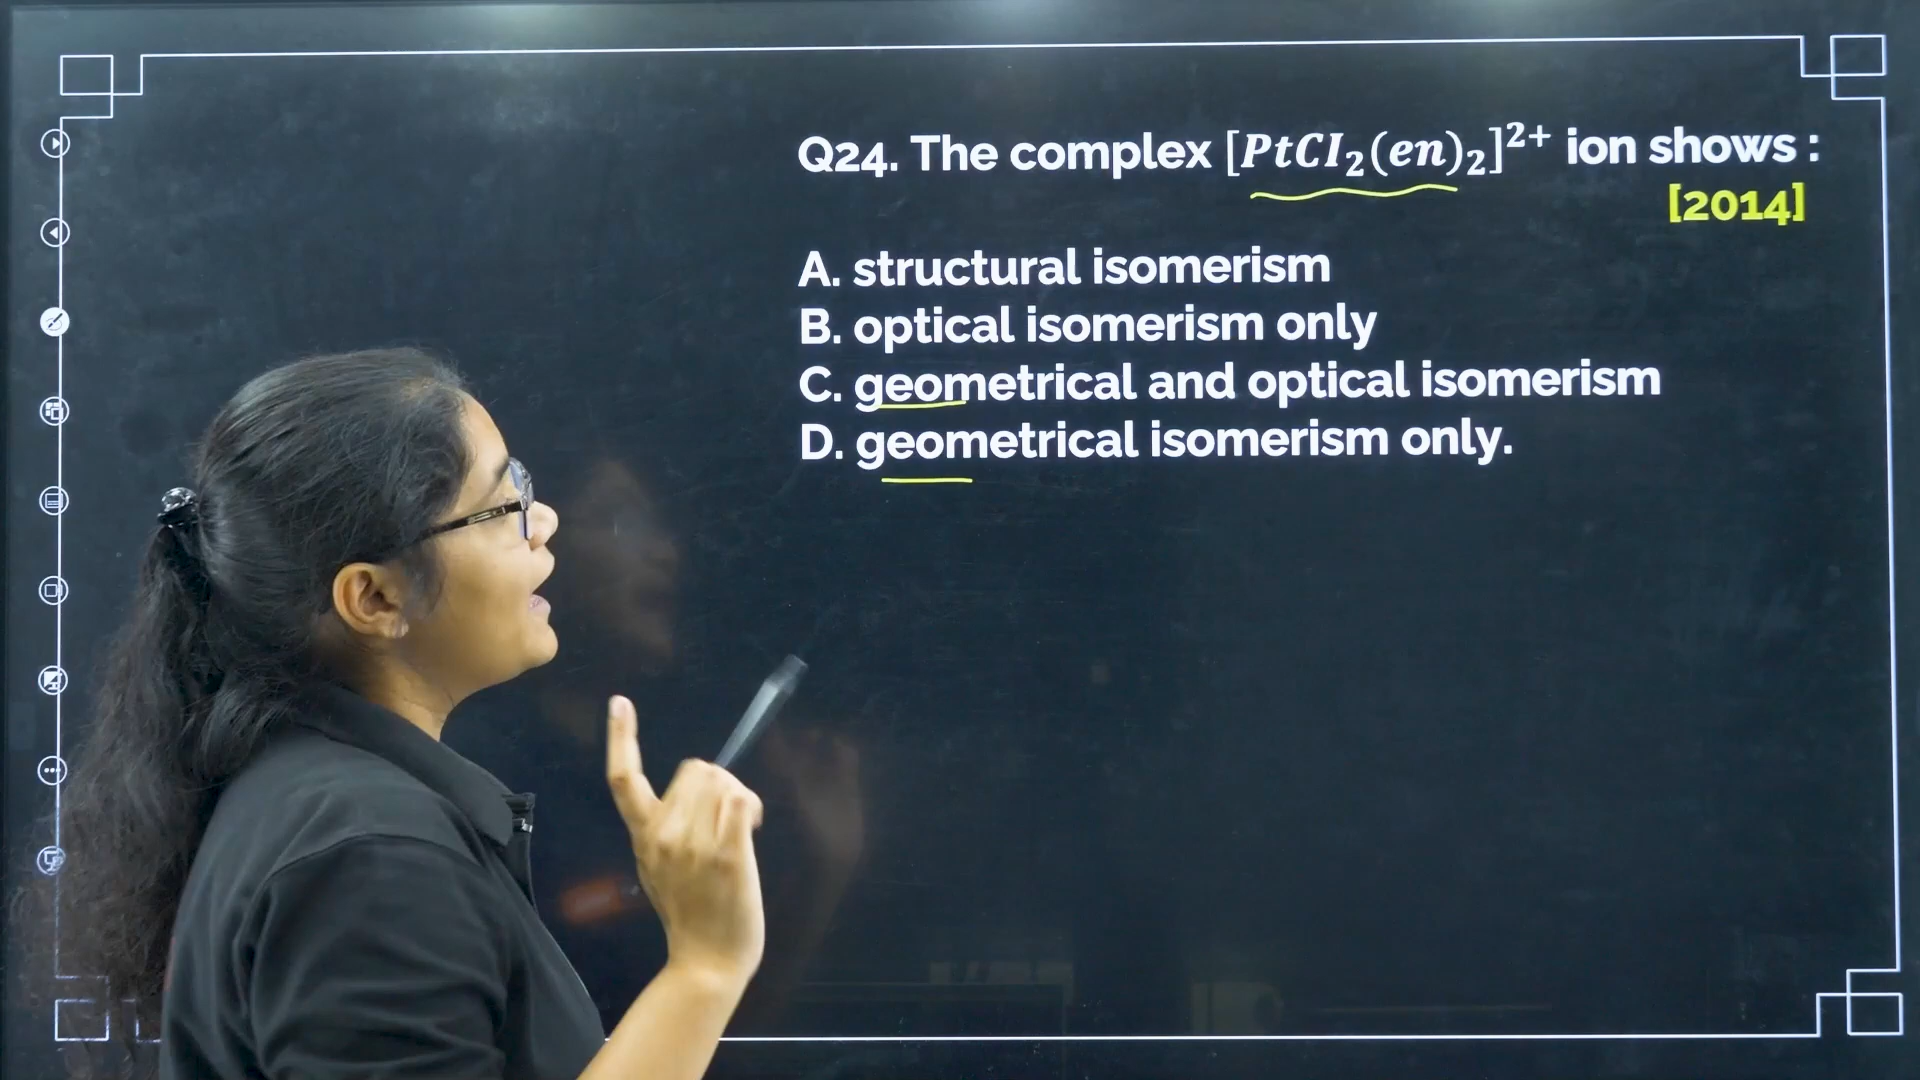 Q24. The complex [PtCI₂(en)₂]²⁺ ion shows :
[2014]
A. structural isomerism
B. optical isomerism only
C. geometrical and optical isomerism
D. geometrical isomerism only.